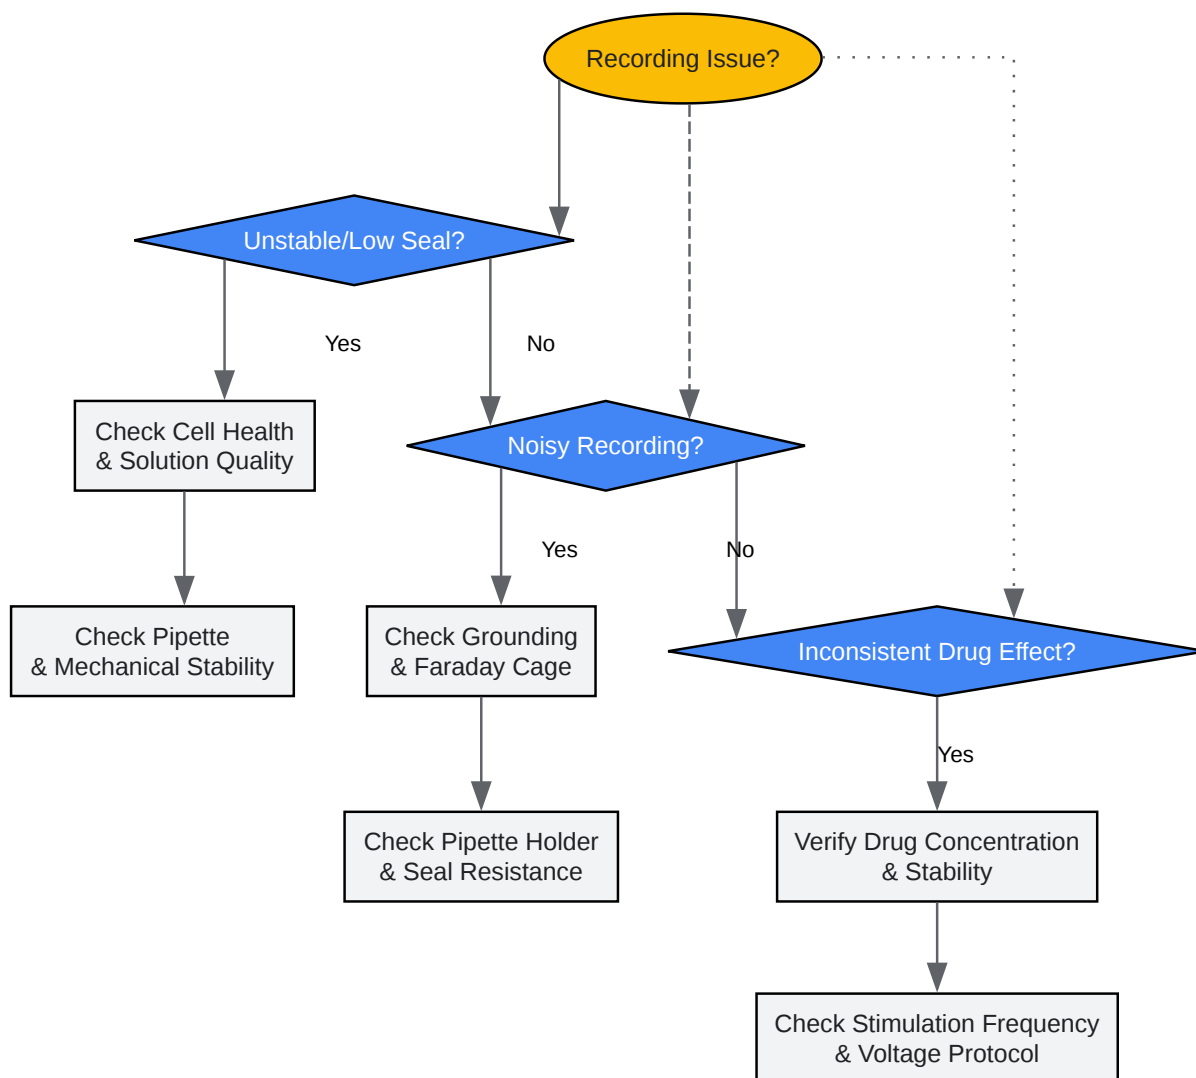 Recording Issue?
Unstable/Low Seal?
Yes
No
Check Cell Health
& Solution Quality
Noisy Recording?
Yes
No
Check Pipette
& Mechanical Stability
Check Grounding
& Faraday Cage
Inconsistent Drug Effect?
Yes
Check Pipette Holder
& Seal Resistance
Verify Drug Concentration
& Stability
Check Stimulation Frequency
& Voltage Protocol